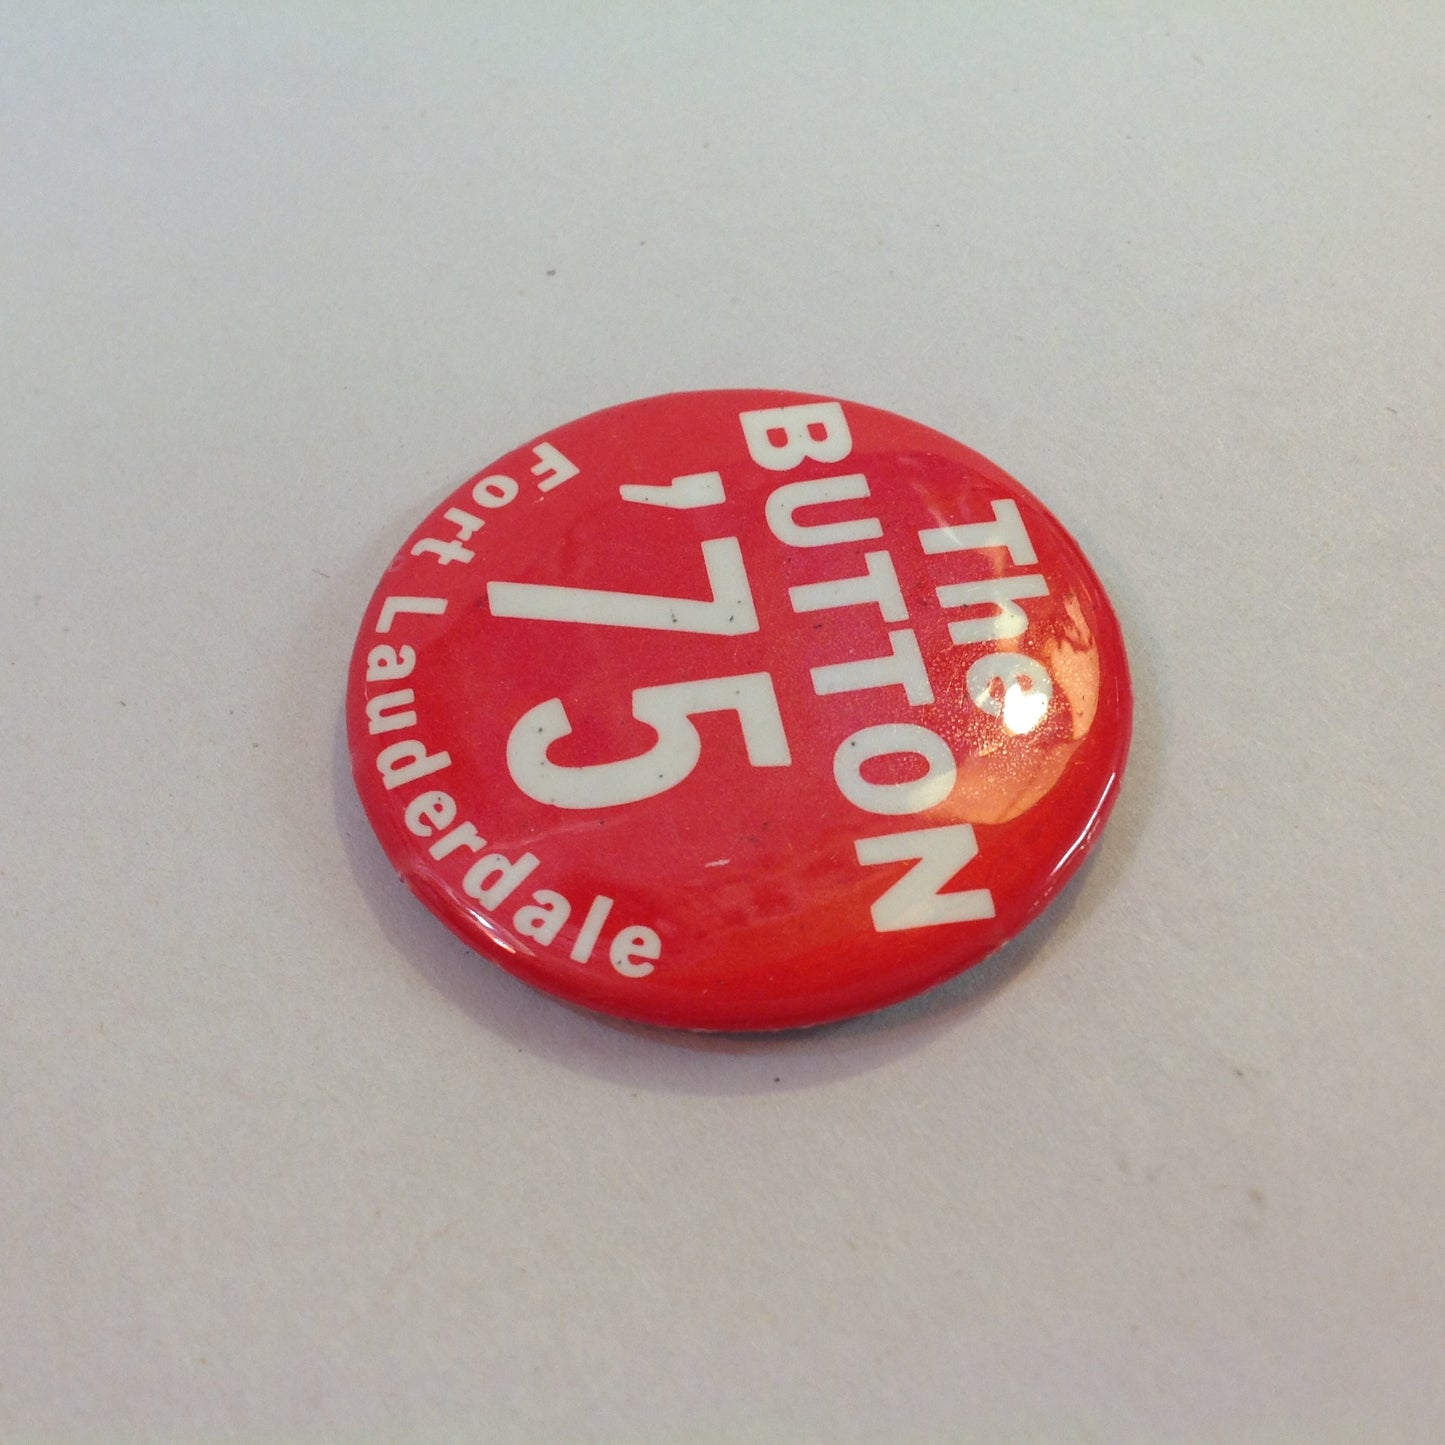 The
BUTTON
'75
Fort Lauderdale